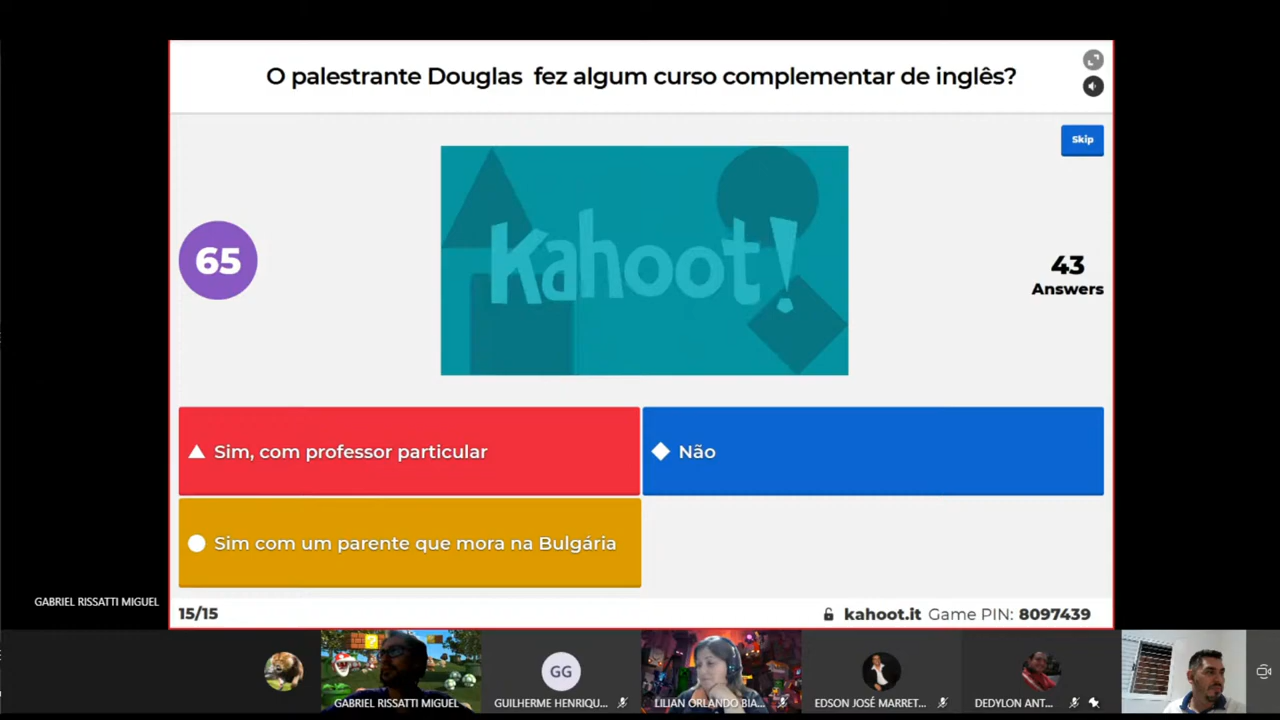 O palestrante Douglas fez algum curso complementar de inglês?
Skip
65
Kahoot!
43
Answers
Sim, com professor particular
Não
Sim com um parente que mora na Bulgária
GABRIEL RISSATTI MIGUEL
15/15
kahoot.it Game PIN: 8097439
GG
GABRIEL RISSATTI MIGUEL
GUILHERME HENRIQU...
LILIAN ORLANDO BIA...
EDSON JOSÉ MARRET...
DEDYLON ANT...